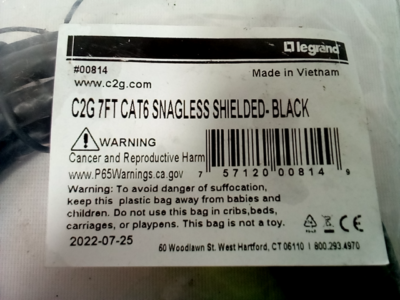 legrand
#00814
Made in Vietnam
www.c2g.com
C2G 7FT CAT6 SNAGLESS SHIELDED- BLACK
WARNING
Cancer and Reproductive Harm
www.P65Warnings.ca.gov
7 57120 00814 9
Warning: To avoid danger of suffocation,
keep this plastic bag away from babies and
children. Do not use this bag in cribs,beds,
carriages, or playpens. This bag is not a toy.
2022-07-25
60 Woodlawn St. West Hartford, CT 06110 I 800.293.4970
CE